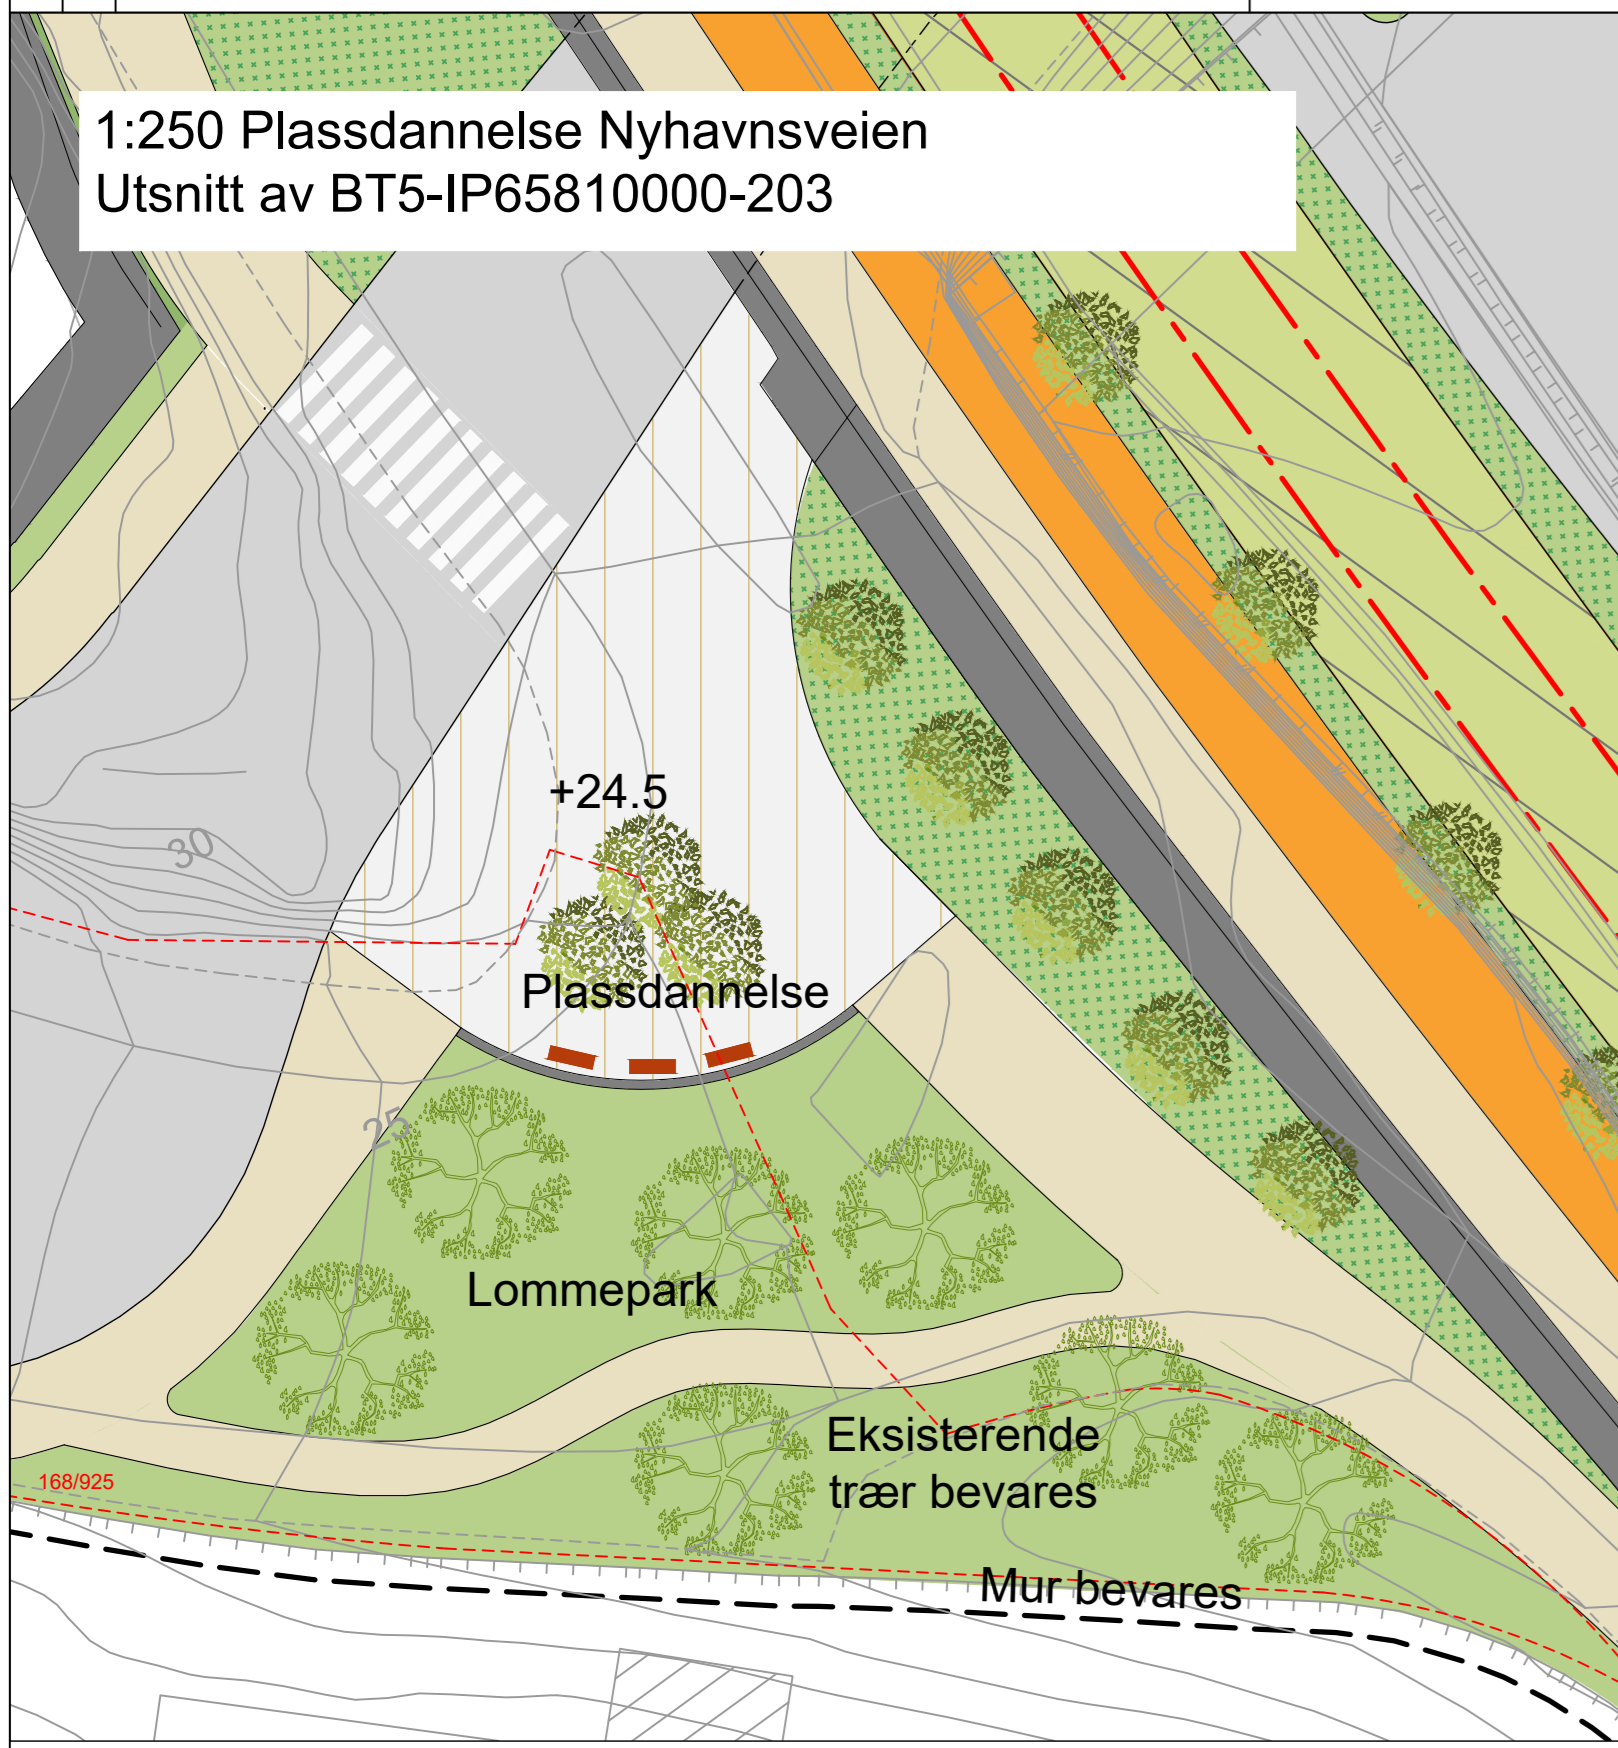 1:250 Plassdannelse Nyhavnsveien
Utsnitt av BT5-IP65810000-203
+24.5
30
Plassdannelse
25
Lommepark
Eksisterende
trær bevares
168/925
Mur bevares